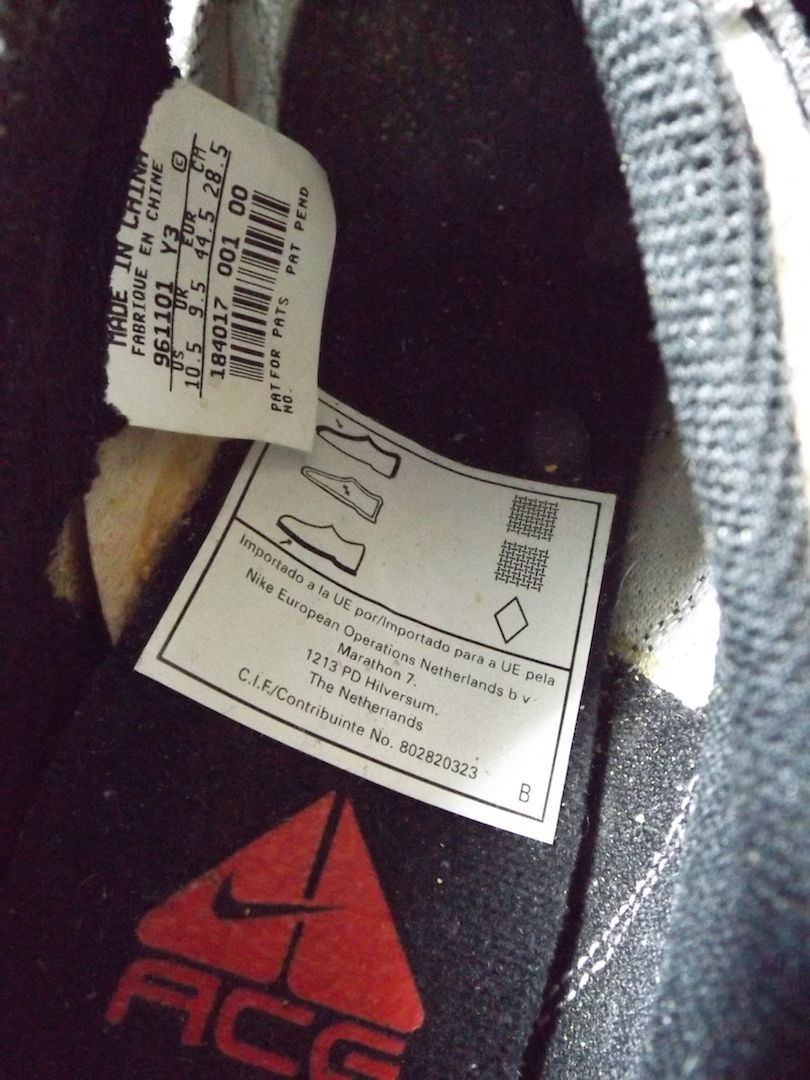 MADE IN CHINA
FABRIQUE EN CHINE
961101 Y3 ©
US UK EUR CM
10.5 9.5 44.5 28.5
184017 001 00
PAT FOR PATS PAT PEND
NO.
Importado a la UE por/Importado para a UE pela
Nike European Operations Netherlands b v
Marathon 7.
1213 PD Hilversum.
The Netherlands
C.I.F./Contribuinte No. 802820323
B
ACG